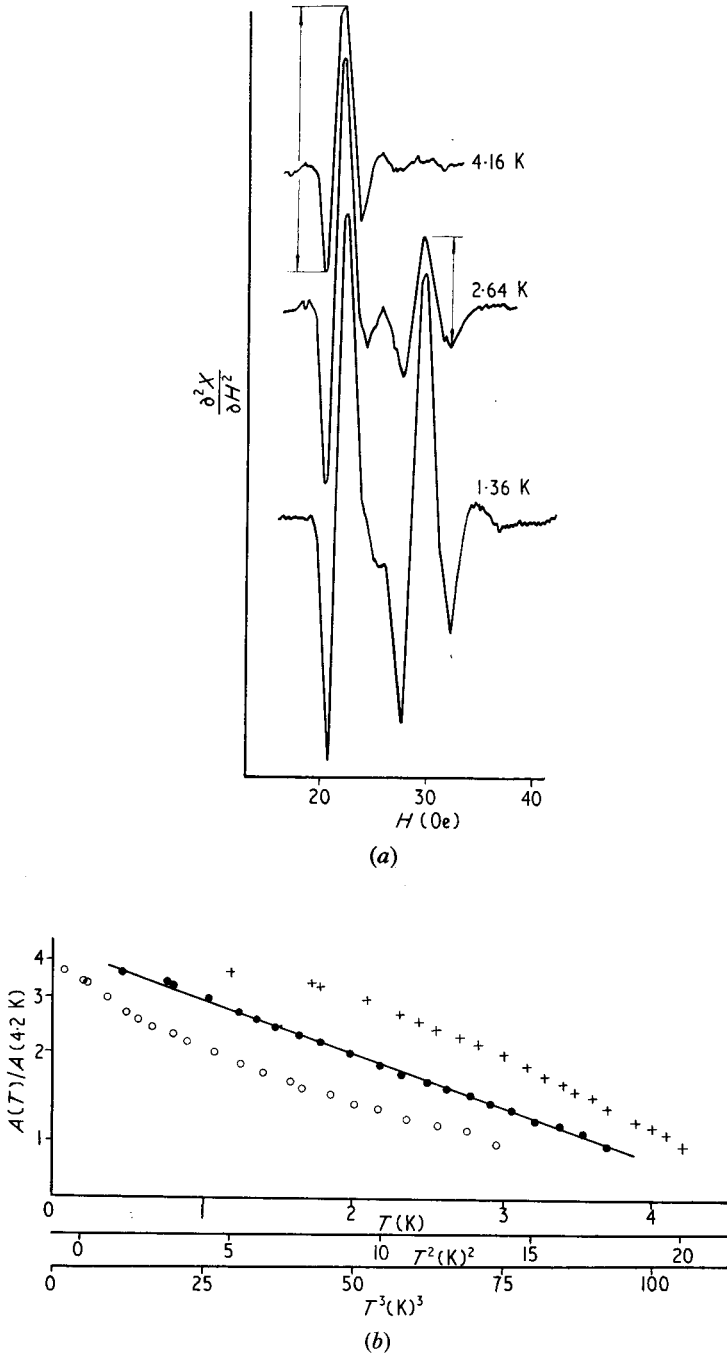 4·16 K
2·64 K
∂²X
∂H²
1·36 K
20 30 40
H (Oe)
(a)
A(T)/A(4·2 K)
4
3
2
1
0 1 2 3 4
T(K)
0 5 10 15 20
T²(K)²
0 25 50 75 100
T³(K)³
(b)